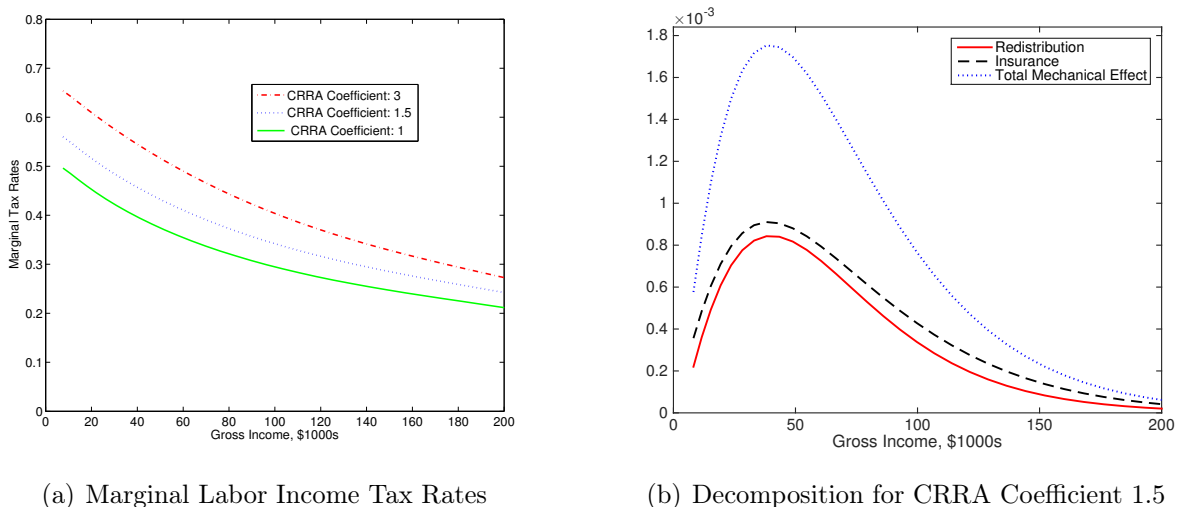 0.8
0.7
0.6
0.5
0.4
0.3
0.2
0.1
0
Marginal Tax Rates
CRRA Coefficient: 3
CRRA Coefficient: 1.5
CRRA Coefficient: 1
0 20 40 60 80 100 120 140 160 180 200
Gross Income, $1000s
(a) Marginal Labor Income Tax Rates
×10⁻³
1.8
1.6
1.4
1.2
1
0.8
0.6
0.4
0.2
0
Redistribution
Insurance
Total Mechanical Effect
0 50 100 150 200
Gross Income, $1000s
(b) Decomposition for CRRA Coefficient 1.5